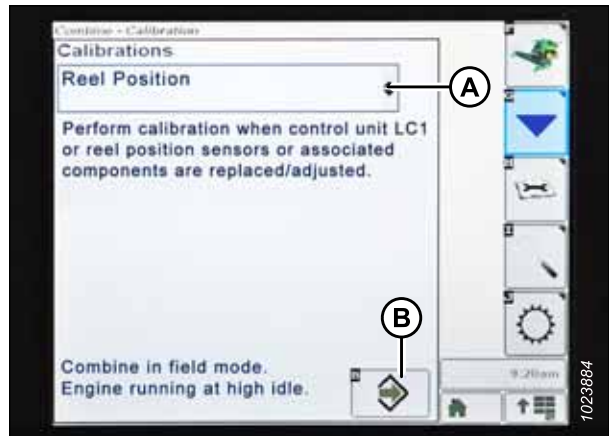 Combine - Calibration
Calibrations
Reel Position
A
Perform calibration when control unit LC1
or reel position sensors or associated
components are replaced/adjusted.
B
Combine in field mode.
Engine running at high idle.
9:20am
1023884